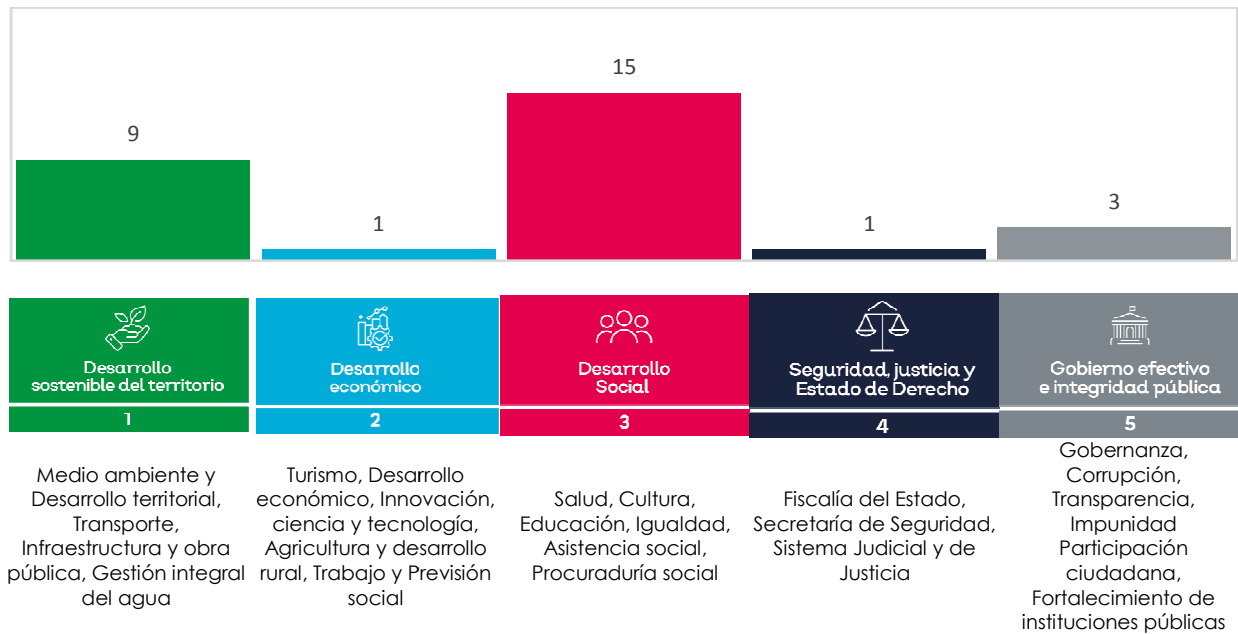 9
1
15
1
3
Desarrollo
sostenible del territorio
1
Desarrollo
económico
2
Desarrollo
Social
3
Seguridad, justicia y
Estado de Derecho
4
Gobierno efectivo
e integridad pública
5
Medio ambiente y
Desarrollo territorial,
Transporte,
Infraestructura y obra
pública, Gestión integral
del agua
Turismo, Desarrollo
económico, Innovación,
ciencia y tecnología,
Agricultura y desarrollo
rural, Trabajo y Previsión
social
Salud, Cultura,
Educación, Igualdad,
Asistencia social,
Procuraduría social
Fiscalía del Estado,
Secretaría de Seguridad,
Sistema Judicial y de
Justicia
Gobernanza,
Corrupción,
Transparencia,
Impunidad
Participación
ciudadana,
Fortalecimiento de
instituciones públicas